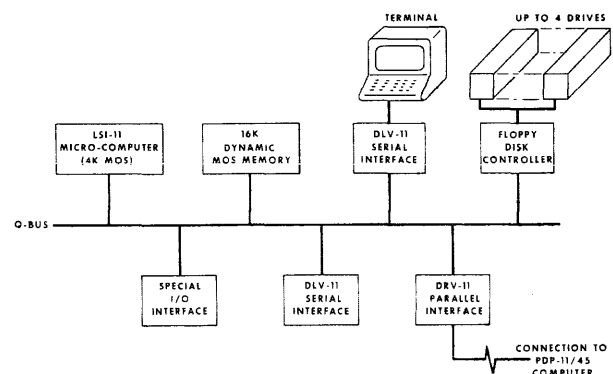 TERMINAL
UP TO 4 DRIVES
LSI-11
MICRO-COMPUTER
(4K MOS)
16K
DYNAMIC
MOS MEMORY
DLV-11
SERIAL
INTERFACE
FLOPPY
DISK
CONTROLLER
Q-BUS
SPECIAL
I/O
INTERFACE
DLV-11
SERIAL
INTERFACE
DRV-11
PARALLEL
INTERFACE
CONNECTION TO
PDP-11/45
COMPUTER